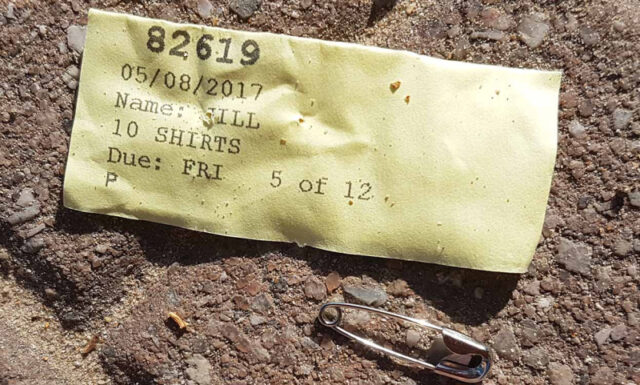 82619
05/08/2017
Name: JILL
10 SHIRTS
Due: FRI 5 of 12
P